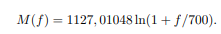 M(f) = 1127,01048 ln(1 + f/700).